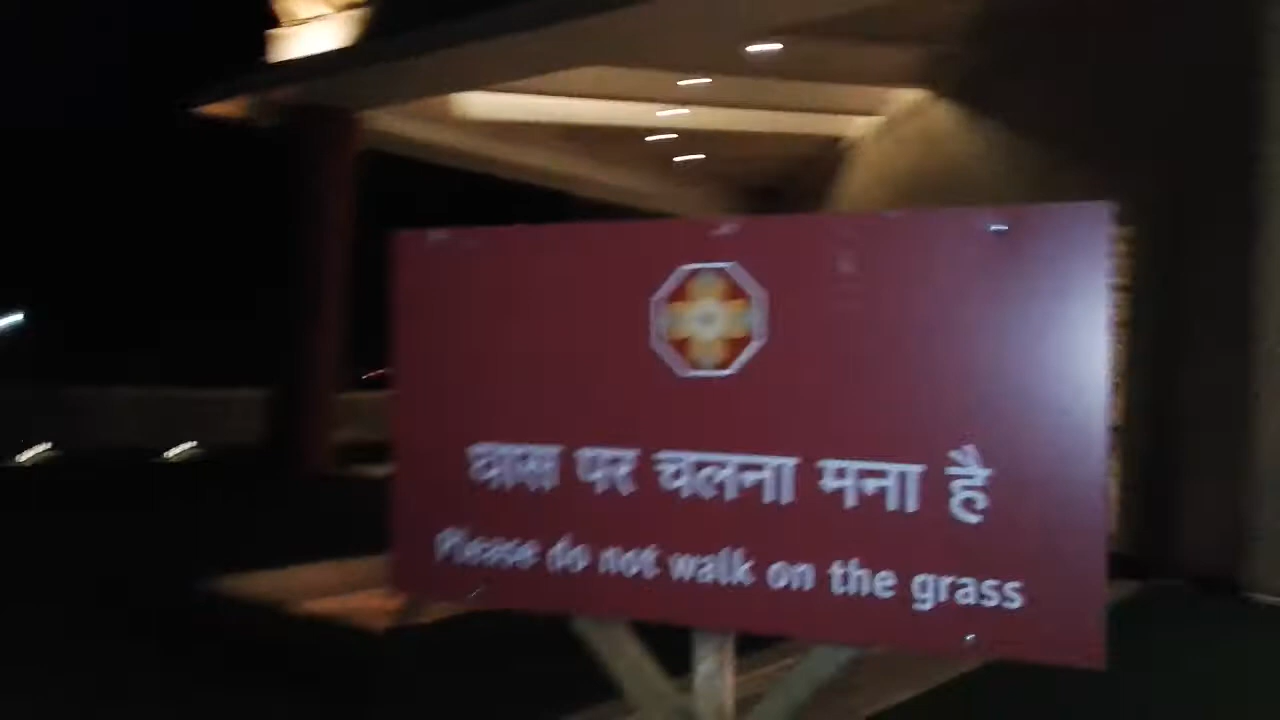 घास पर चलना मना है
Please do not walk on the grass